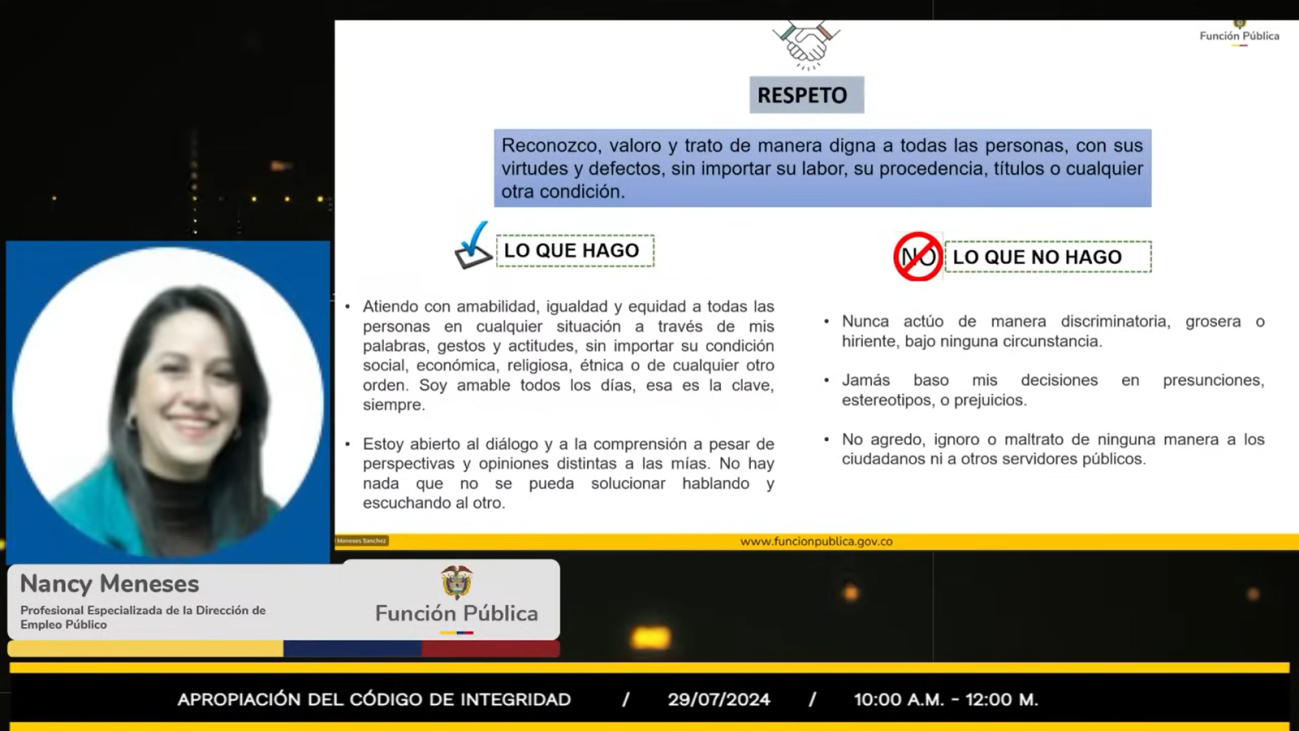 Función Pública
RESPETO
Reconozco, valoro y trato de manera digna a todas las personas, con sus
virtudes y defectos, sin importar su labor, su procedencia, títulos o cualquier
otra condición.
LO QUE HAGO
Atiendo con amabilidad, igualdad y equidad a todas las
personas en cualquier situación a través de mis
palabras, gestos y actitudes, sin importar su condición
social, económica, religiosa, étnica o de cualquier otro
orden. Soy amable todos los días, esa es la clave,
siempre.
Estoy abierto al diálogo y a la comprensión a pesar de
perspectivas y opiniones distintas a las mías. No hay
nada que no se pueda solucionar hablando y
escuchando al otro.
NO
LO QUE NO HAGO
Nunca actúo de manera discriminatoria, grosera o
hiriente, bajo ninguna circunstancia.
Jamás baso mis decisiones en presunciones,
estereotipos, o prejuicios.
No agredo, ignoro o maltrato de ninguna manera a los
ciudadanos ni a otros servidores públicos.
Meneses Sanchez
www.funcionpublica.gov.co
Nancy Meneses
Profesional Especializada de la Dirección de
Empleo Público
Función Pública
APROPIACIÓN DEL CÓDIGO DE INTEGRIDAD / 29/07/2024 / 10:00 A.M. - 12:00 M.